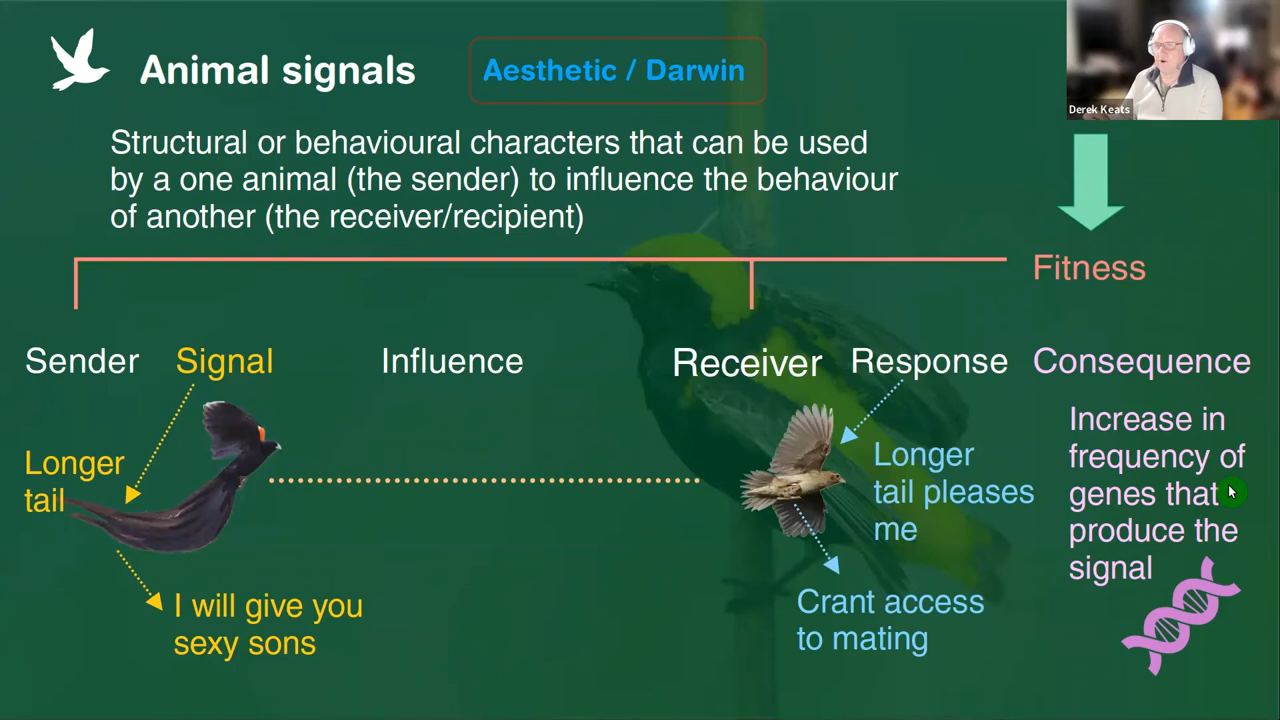 Animal signals
Aesthetic / Darwin
Derek Keats
Structural or behavioural characters that can be used
by a one animal (the sender) to influence the behaviour
of another (the receiver/recipient)
Fitness
Sender
Signal
Influence
Receiver
Response
Consequence
Longer
tail
I will give you
sexy sons
Longer
tail pleases
me
Crant access
to mating
Increase in
frequency of
genes that
produce the
signal